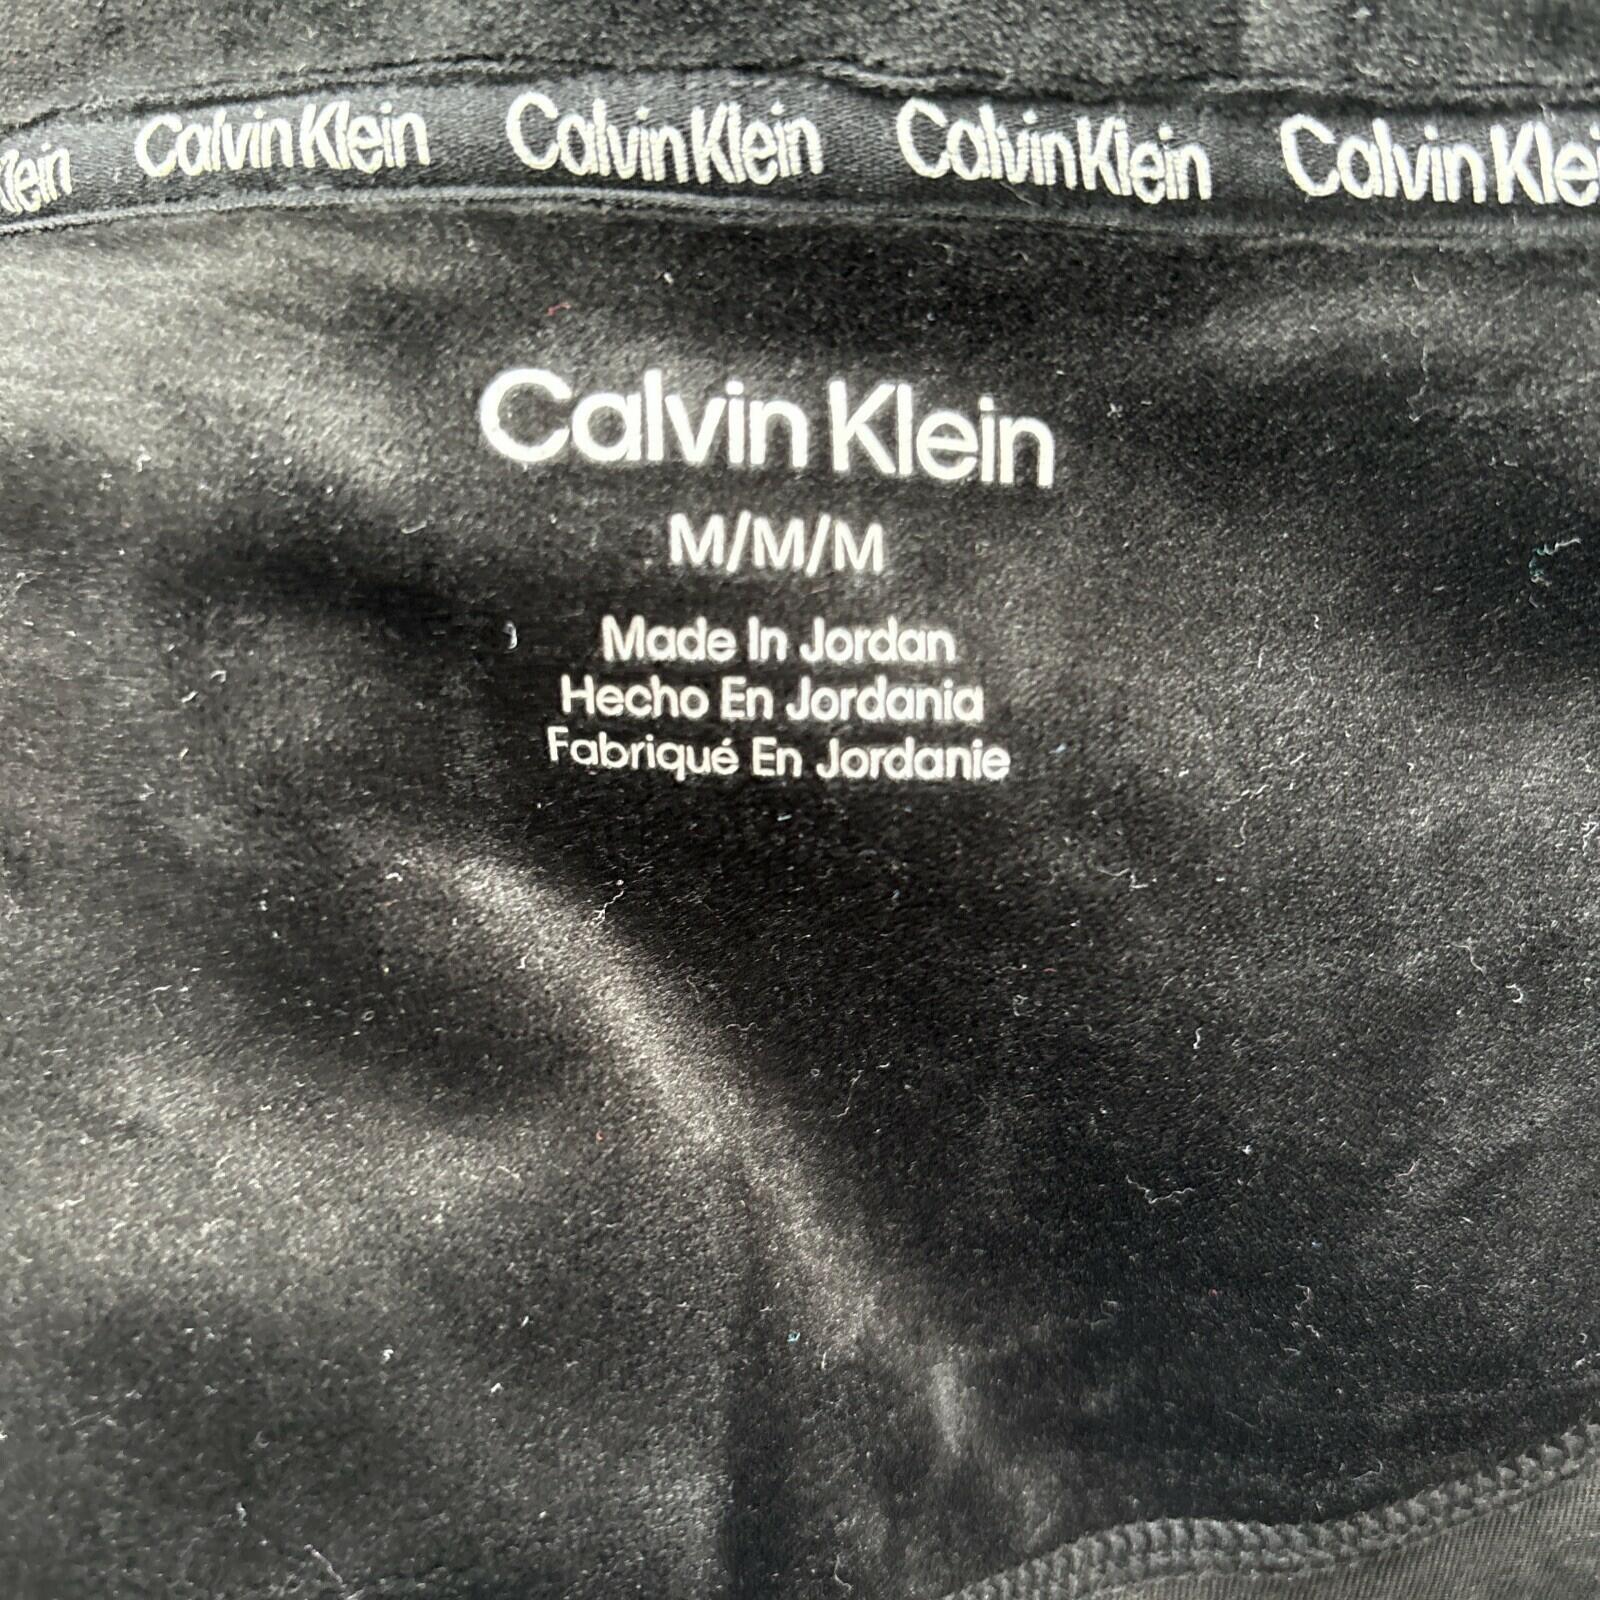 Klein Calvin Klein Calvin Klein Calvin Klein Calvin Klei
Calvin Klein
M/M/M
Made In Jordan
Hecho En Jordania
Fabriqué En Jordanie